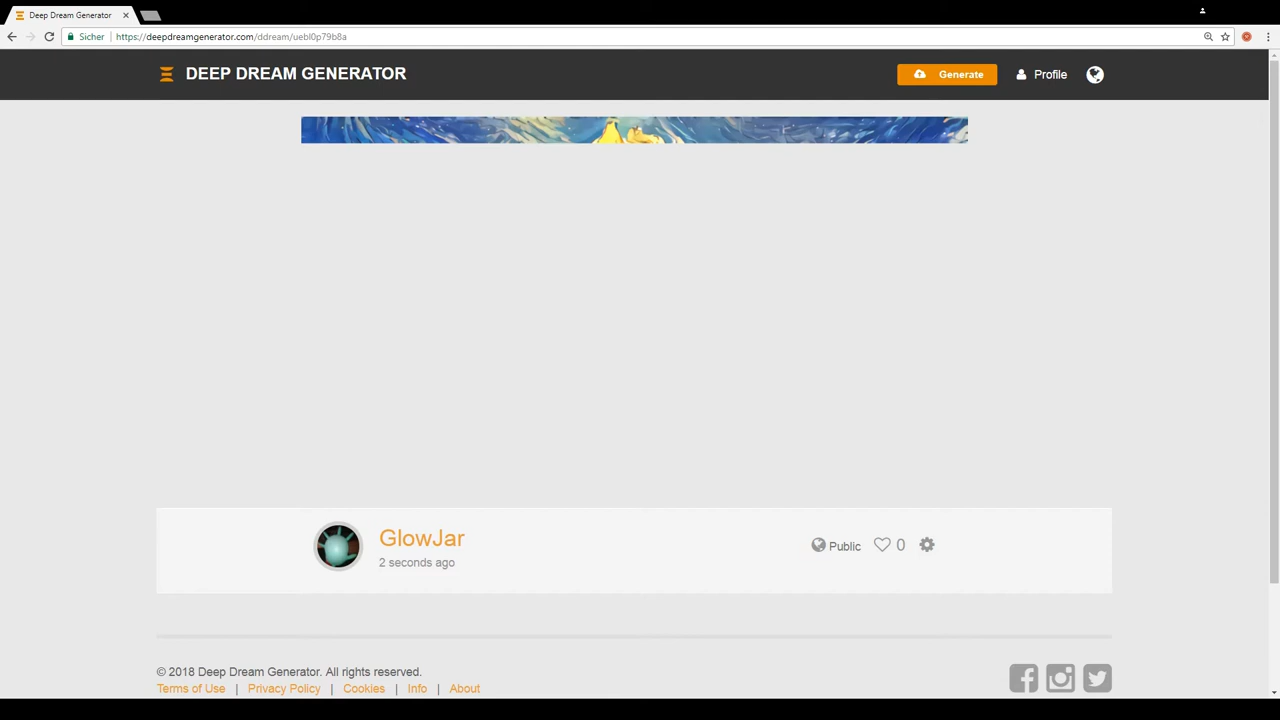 Deep Dream Generator
Sicher https://deepdreamgenerator.com/ddream/uebl0p79b8a
DEEP DREAM GENERATOR
Generate
Profile
GlowJar
2 seconds ago
Public
0
© 2018 Deep Dream Generator. All rights reserved.
Terms of Use | Privacy Policy | Cookies | Info | About